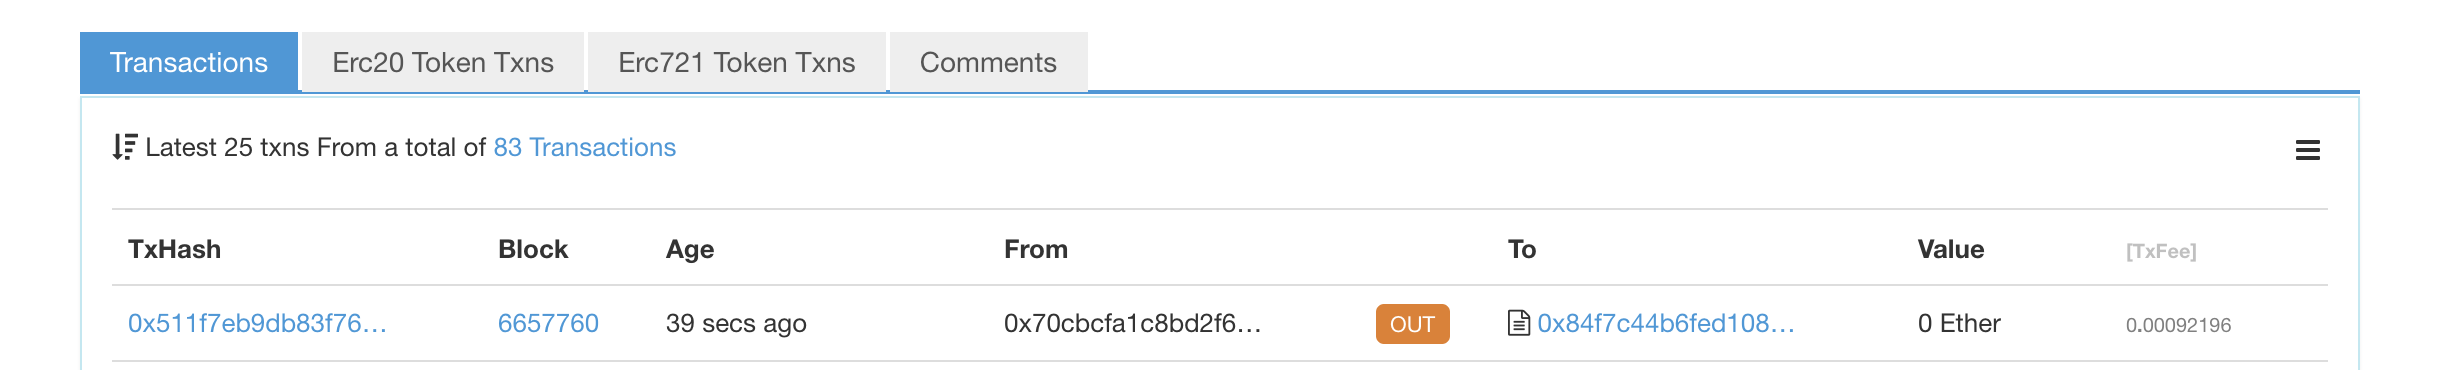 Transactions Erc20 Token Txns Erc721 Token Txns Comments
Latest 25 txns From a total of 83 Transactions
TxHash Block Age From To Value [TxFee]
0x511f7eb9db83f76... 6657760 39 secs ago 0x70cbcfa1c8bd2f6... OUT 0x84f7c44b6fed108... 0 Ether 0.00092196